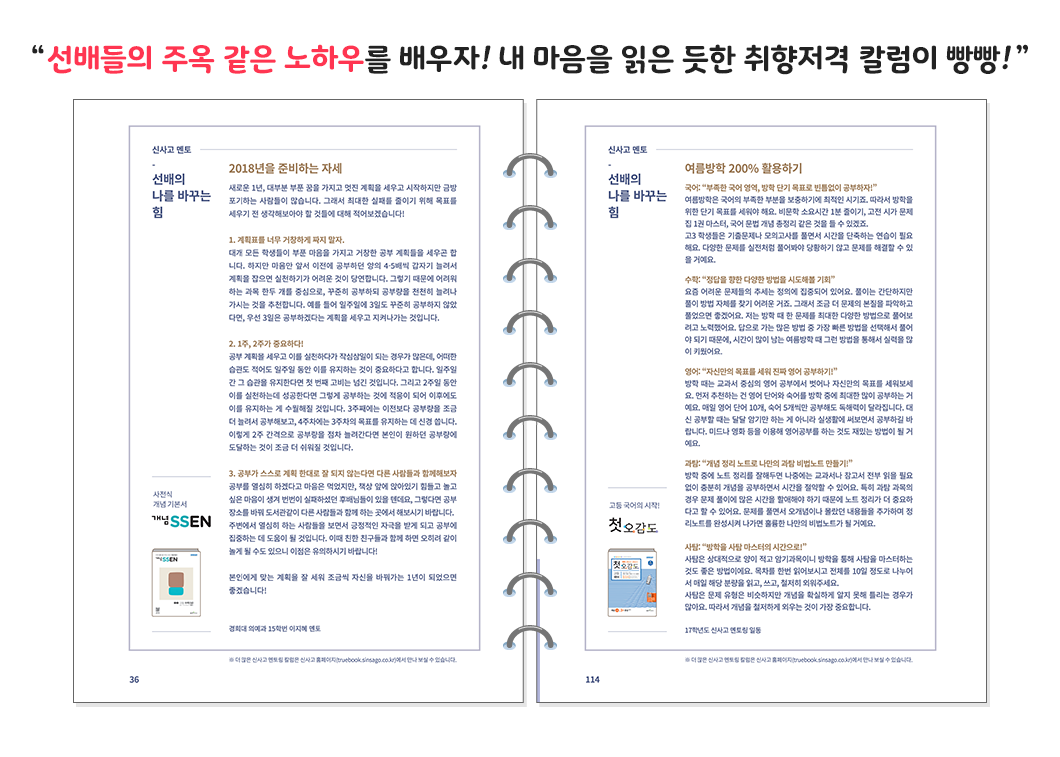 “선배들의 주옥 같은 노하우를 배우자! 내 마음을 읽은 듯한 취향저격 칼럼이 빵빵!”
신사고 멘토
-
선배의
나를 바꾸는
힘
2018년을 준비하는 자세
새로운 1년, 대부분 부푼 꿈을 가지고 멋진 계획을 세우고 시작하지만 금방
포기하는 사람들이 많습니다. 그래서 최대한 실패를 줄이기 위해 목표를
세우기 전 생각해보아야 할 것들에 대해 적어보겠습니다!
1. 계획표를 너무 거창하게 짜지 말자.
대개 모든 학생들이 부푼 마음을 가지고 거창한 공부 계획들을 세우곤 합
니다. 하지만 마음만 앞서 이전에 공부하던 양의 4·5배씩 갑자기 늘려서
계획을 잡으면 실천하기가 어려운 것이 당연합니다. 그렇기 때문에 어려워
하는 과목 한두 개를 중심으로, 꾸준히 공부하되 공부량을 천천히 늘려나
가시는 것을 추천합니다. 예를 들어 일주일에 3일도 꾸준히 공부하지 않았
다면, 우선 3일은 공부하겠다는 계획을 세우고 지켜나가는 것입니다.
2. 1주, 2주가 중요하다!
공부 계획을 세우고 이를 실천하다가 작심삼일이 되는 경우가 많은데, 어떠한
습관도 적어도 일주일 동안 이를 유지하는 것이 중요하다고 합니다. 일주일
간 그 습관을 유지한다면 첫 번째 고비는 넘긴 것입니다. 그리고 2주일 동안
이를 실천하는데 성공한다면 그렇게 공부하는 것에 적응이 되어 이후에도
이를 유지하는 게 수월해질 것입니다. 3주째에는 이전보다 공부량을 조금
더 늘려서 공부해보고, 4주차에는 3주차의 목표를 유지하는 데 신경 씁니다.
이렇게 2주 간격으로 공부량을 점차 늘려간다면 본인이 원하던 공부량에
도달하는 것이 조금 더 쉬워질 것입니다.
3. 공부가 스스로 계획 한대로 잘 되지 않는다면 다른 사람들과 함께해보자
공부를 열심히 하겠다고 마음은 먹었지만, 책상 앞에 앉아있기 힘들고 놀고
싶은 마음이 생겨 번번이 실패하셨던 후배님들이 있을 텐데요, 그렇다면 공부
장소를 바꿔 도서관같이 다른 사람들과 함께 하는 곳에서 해보시기 바랍니다.
주변에서 열심히 하는 사람들을 보면서 긍정적인 자극을 받게 되고 공부에
집중하는 데 도움이 될 것입니다. 이때 친한 친구들과 함께 하면 오히려 같이
놀게 될 수도 있으니 이점은 유의하시기 바랍니다!
본인에게 맞는 계획을 잘 세워 조금씩 자신을 바꿔가는 1년이 되었으면
좋겠습니다!
경희대 의예과 15학번 이지혜 멘토
사전식
개념 기본서
개념SSEN
개념SSEN
※ 더 많은 신사고 멘토링 칼럼은 신사고 홈페이지(truebook.sinsago.co.kr)에서 만나 보실 수 있습니다.
36
신사고 멘토
-
선배의
나를 바꾸는
힘
여름방학 200% 활용하기
국어: “부족한 국어 영역, 방학 단기 목표로 빈틈없이 공부하자!”
여름방학은 국어의 부족한 부분을 보충하기에 최적인 시기죠. 따라서 방학을
위한 단기 목표를 세워야 해요. 비문학 소요시간 1분 줄이기, 고전 시가 문제
집 1권 마스터, 국어 문법 개념 총정리 같은 것을 들 수 있겠죠.
고3 학생들은 기출문제나 모의고사를 풀면서 시간을 단축하는 연습이 필요
해요. 다양한 문제를 실전처럼 풀어봐야 당황하기 않고 문제를 해결할 수 있
을 거예요.
수학: “정답을 향한 다양한 방법을 시도해볼 기회”
요즘 어려운 문제들의 추세는 정의에 집중되어 있어요. 풀이는 간단하지만
풀이 방법 자체를 찾기 어려운 거죠. 그래서 조금 더 문제의 본질을 파악하고
풀었으면 좋겠어요. 저는 방학 때 한 문제를 최대한 다양한 방법으로 풀어보
려고 노력했어요. 답으로 가는 많은 방법 중 가장 빠른 방법을 선택해서 풀어
야 되기 때문에, 시간이 많이 남는 여름방학 때 그런 방법을 통해서 실력을 많
이 키웠어요.
영어: “자신만의 목표를 세워 진짜 영어 공부하기!”
방학 때는 교과서 중심의 영어 공부에서 벗어나 자신만의 목표를 세워보세
요. 먼저 추천하는 건 영어 단어와 숙어를 방학 중에 최대한 많이 공부하는 거
예요. 매일 영어 단어 10개, 숙어 5개씩만 공부해도 독해력이 달라집니다. 대
신 공부할 때는 달달 암기만 하는 게 아니라 실생활에 써보면서 공부하길 바
랍니다. 미드나 영화 등을 이용해 영어공부를 하는 것도 재밌는 방법이 될 거
예요.
과탐: “개념 정리 노트로 나만의 과탐 비법노트 만들기!”
방학 중에 노트 정리를 잘해두면 나중에는 교과서나 참고서 전부 읽을 필요
없이 충분히 개념을 공부하면서 시간을 절약할 수 있어요. 특히 과탐 과목의
경우 문제 풀이에 많은 시간을 할애해야 하기 때문에 노트 정리가 더 중요하
다고 할 수 있어요. 문제를 풀면서 오개념이나 몰랐던 내용들을 추가하여 정
리노트를 완성시켜 나가면 훌륭한 나만의 비법노트가 될 거예요.
사탐: “방학을 사탐 마스터의 시간으로!”
사탐은 상대적으로 양이 적고 암기과목이니 방학을 통해 사탐을 마스터하는
것도 좋은 방법이에요. 목차를 한번 읽어보시고 전체를 10일 정도로 나누어
서 매일 해당 분량을 읽고, 쓰고, 철저히 외워주세요.
사탐은 문제 유형은 비슷하지만 개념을 확실하게 알지 못해 틀리는 경우가
많아요. 따라서 개념을 철저하게 외우는 것이 가장 중요합니다.
17학년도 신사고 멘토링 일동
고등 국어의 시작!
첫오감도
첫오감도
※ 더 많은 신사고 멘토링 칼럼은 신사고 홈페이지(truebook.sinsago.co.kr)에서 만나 보실 수 있습니다.
114